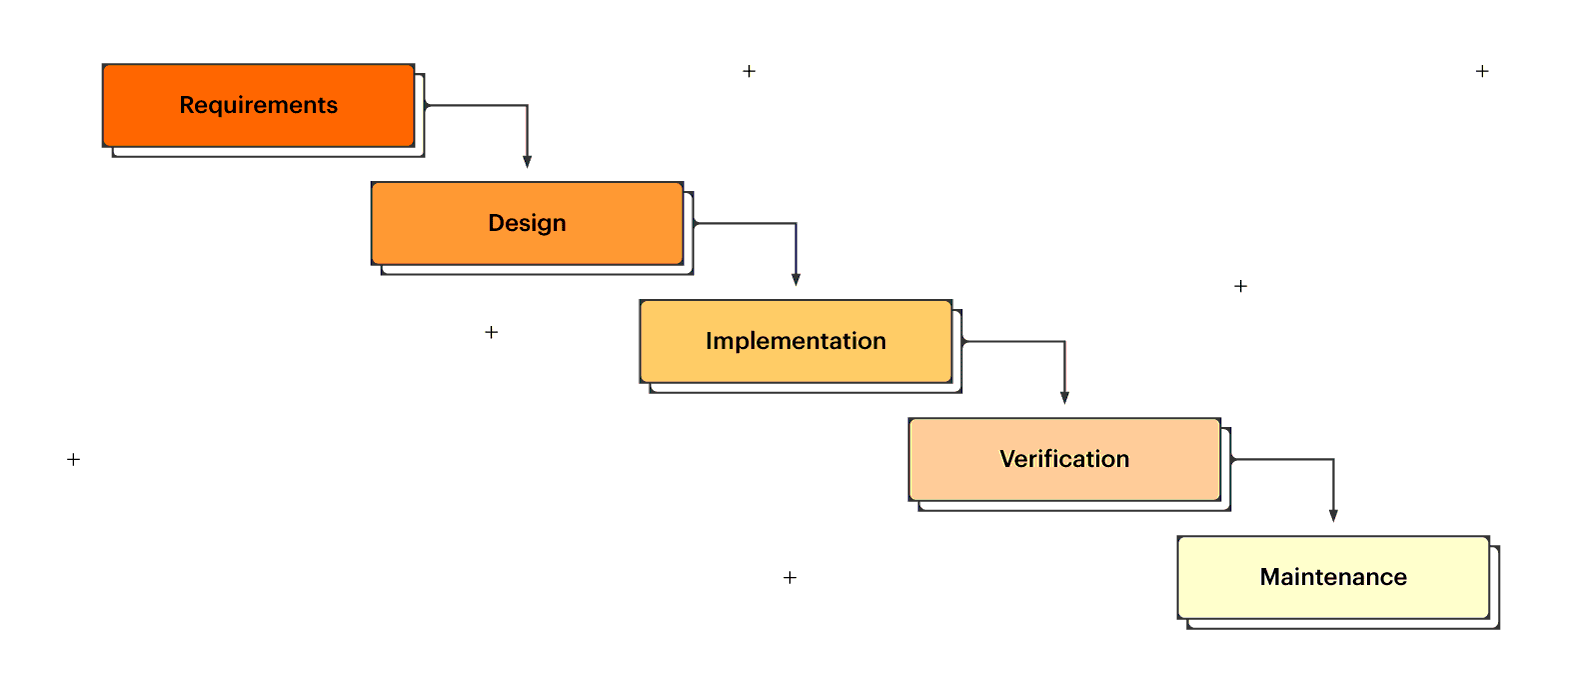 Requirements
Design
Implementation
Verification
Maintenance